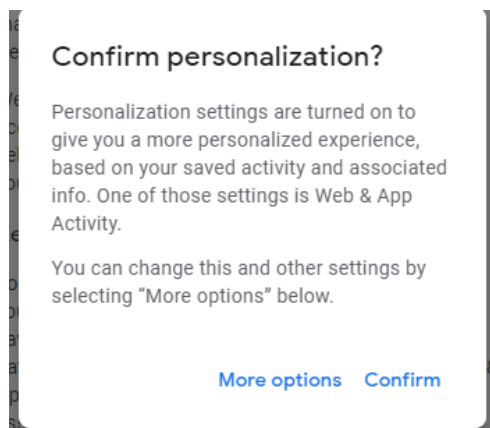 Confirm personalization?
Personalization settings are turned on to
give you a more personalized experience,
based on your saved activity and associated
info. One of those settings is Web & App
Activity.
You can change this and other settings by
selecting “More options” below.
More options Confirm